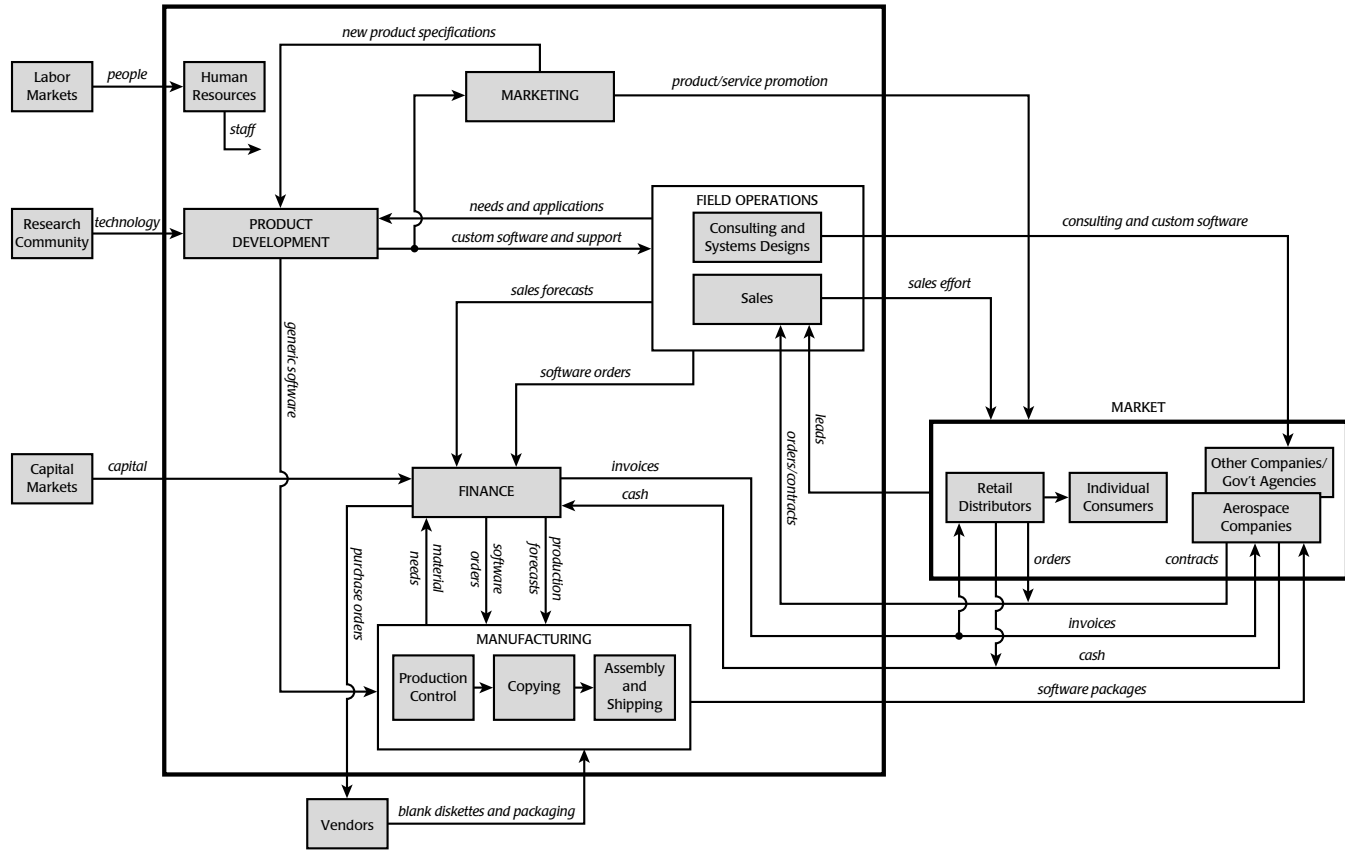 new product specifications
Labor
Markets
people
Human
Resources
staff
MARKETING
product/service promotion
Research
Community
technology
PRODUCT
DEVELOPMENT
needs and applications
custom software and support
FIELD OPERATIONS
Consulting and
Systems Designs
consulting and custom software
Sales
sales effort
sales forecasts
generic software
software orders
orders/contracts
leads
MARKET
Capital
Markets
capital
FINANCE
invoices
cash
Retail
Distributors
Individual
Consumers
Other Companies/
Gov't Agencies
Aerospace
Companies
orders
contracts
purchase orders
material
needs
software
orders
production
forecasts
invoices
cash
MANUFACTURING
Production
Control
Copying
Assembly
and
Shipping
software packages
Vendors
blank diskettes and packaging